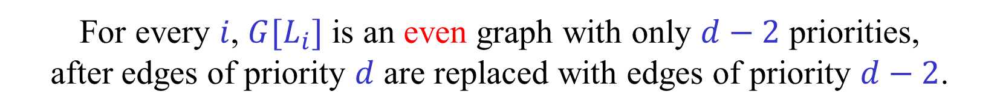 For every i, G[Lᵢ] is an even graph with only d − 2 priorities,
after edges of priority d are replaced with edges of priority d − 2.